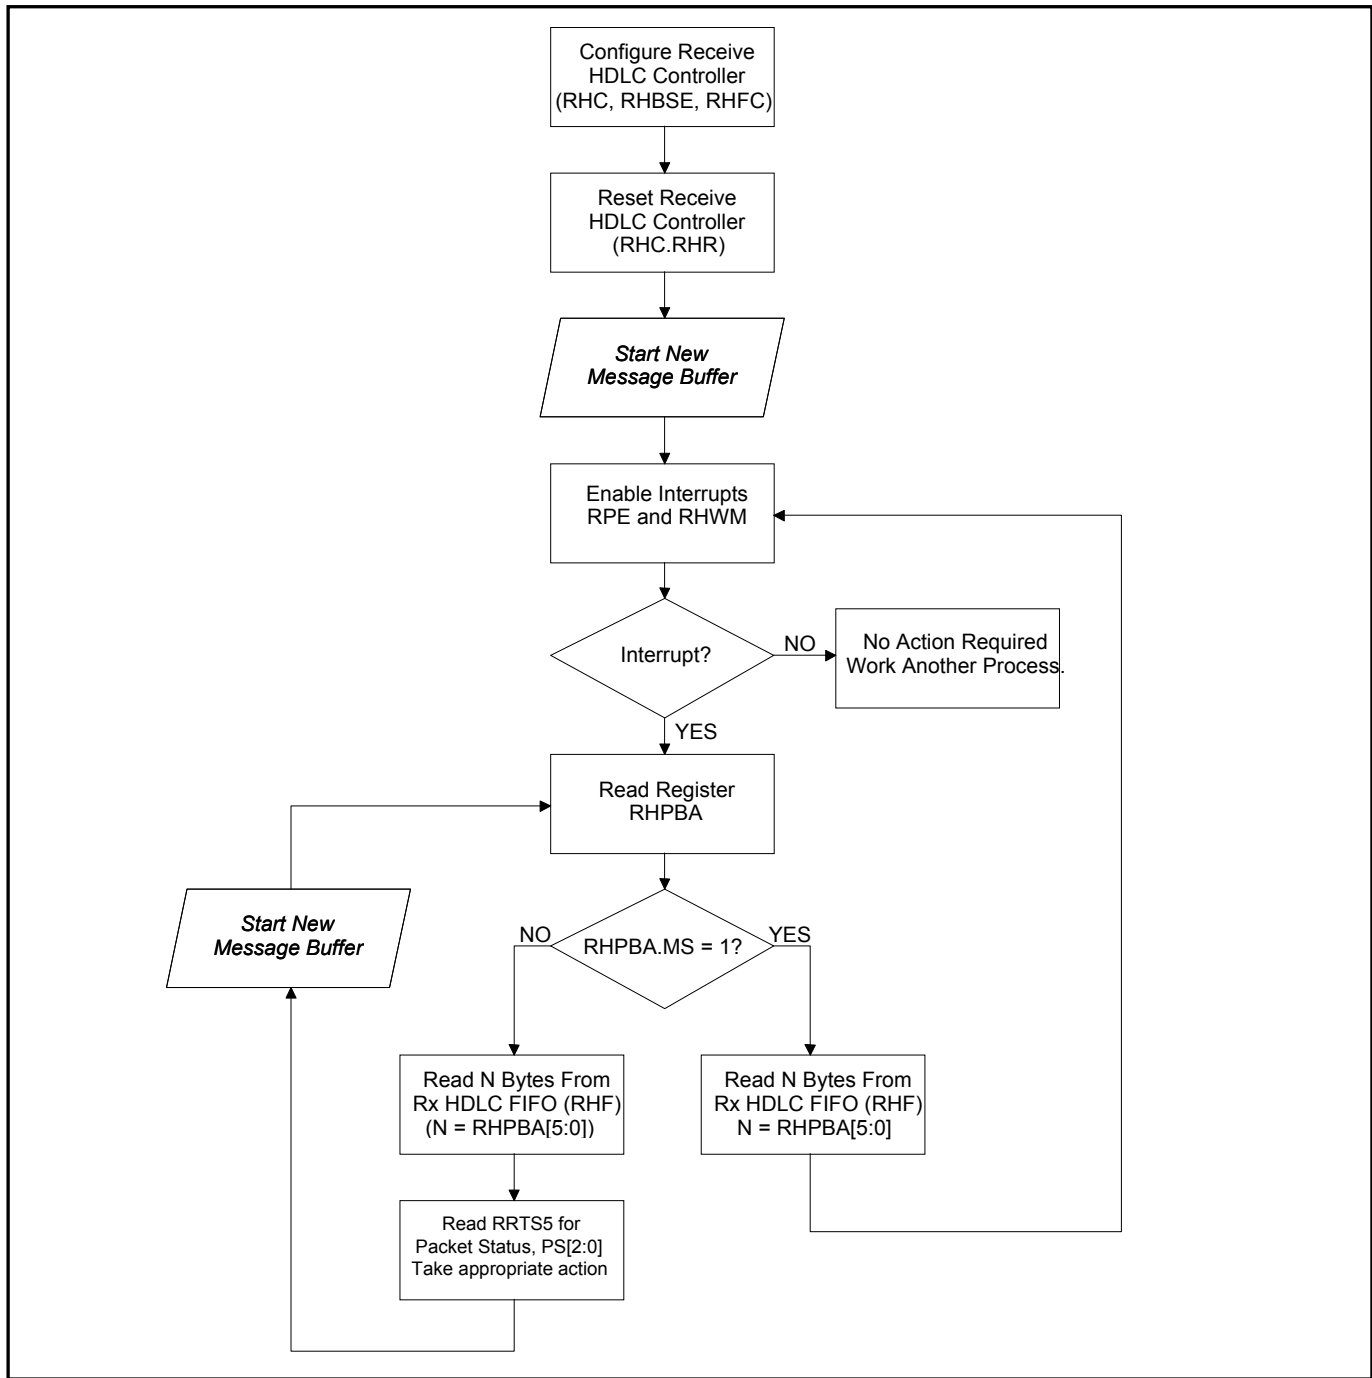 Configure Receive
HDLC Controller
(RHC, RHBSE, RHFC)
Reset Receive
HDLC Controller
(RHC.RHR)
Start New
Message Buffer
Enable Interrupts
RPE and RHWM
Interrupt?
NO
No Action Required
Work Another Process.
YES
Read Register
RHPBA
Start New
Message Buffer
NO
RHPBA.MS = 1?
YES
Read N Bytes From
Rx HDLC FIFO (RHF)
(N = RHPBA[5:0])
Read N Bytes From
Rx HDLC FIFO (RHF)
N = RHPBA[5:0]
Read RRTS5 for
Packet Status, PS[2:0]
Take appropriate action